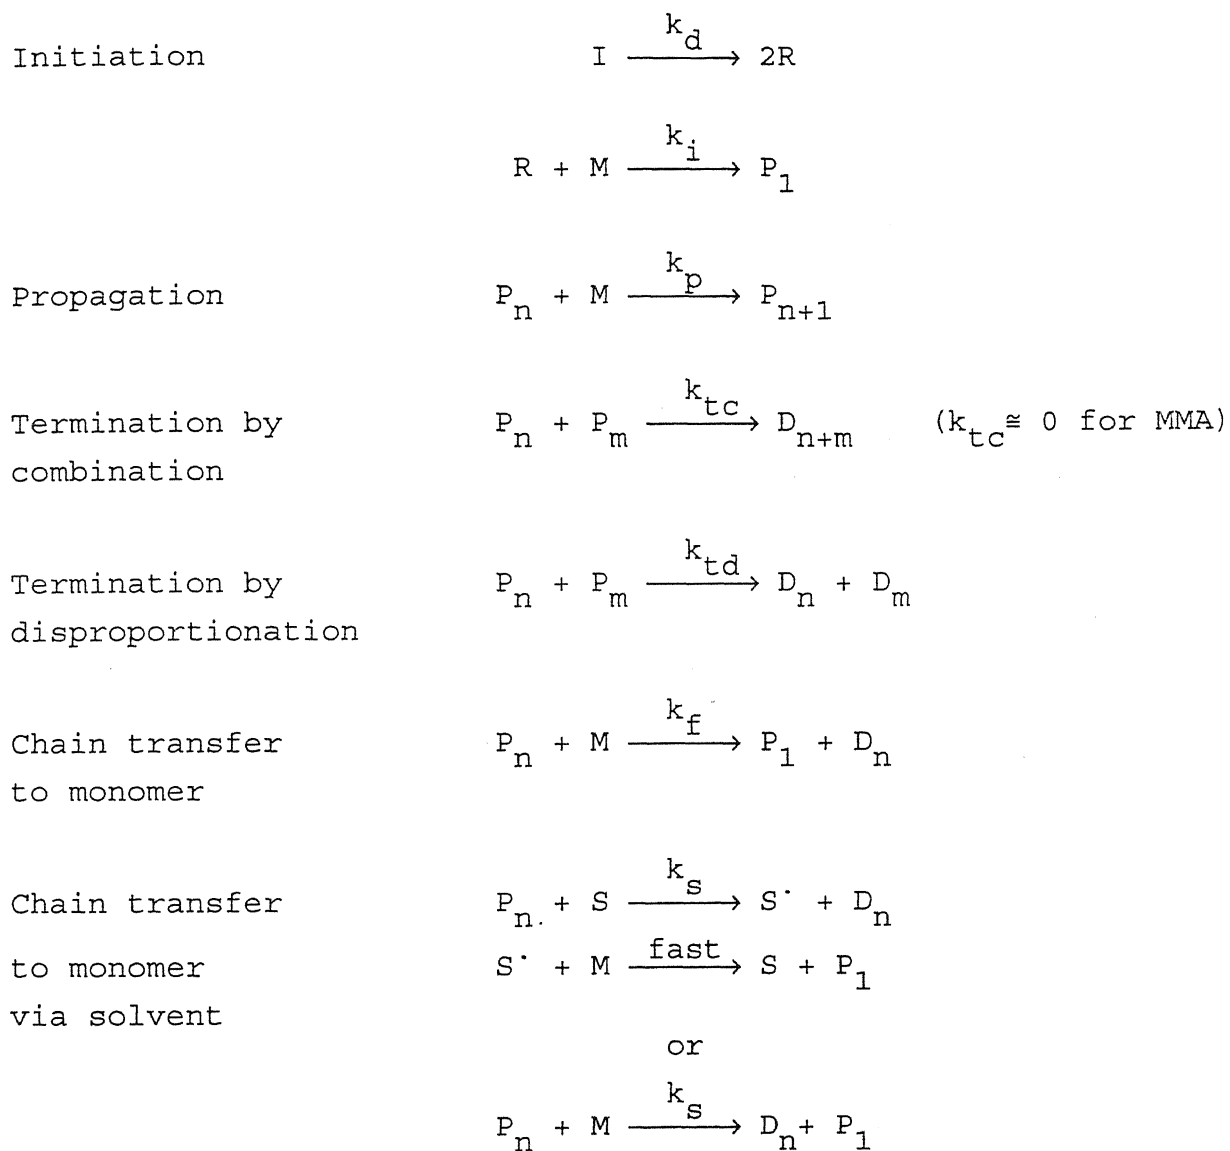 Initiation I —k_d→ 2R
R + M —k_i→ P_1
Propagation P_n + M —k_p→ P_{n+1}
Termination by P_n + P_m —k_tc→ D_{n+m} (k_tc ≅ 0 for MMA)
combination
Termination by P_n + P_m —k_td→ D_n + D_m
disproportionation
Chain transfer P_n + M —k_f→ P_1 + D_n
to monomer
Chain transfer P_n. + S —k_s→ S· + D_n
to monomer S· + M —fast→ S + P_1
via solvent
or
P_n + M —k_s→ D_n+ P_1